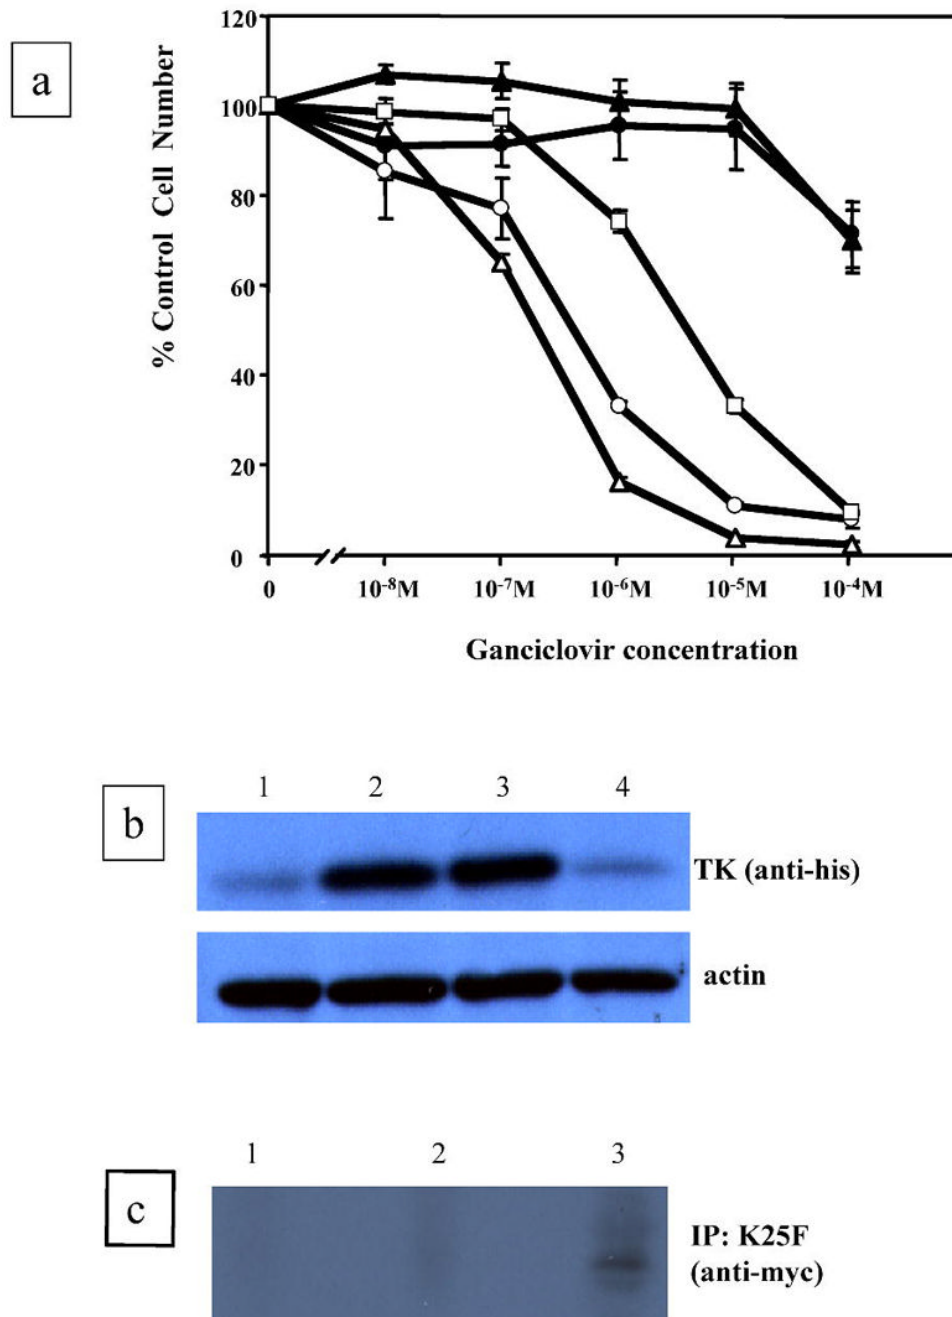 a
120
100
80
60
40
20
0
% Control Cell Number
0 10⁻⁸M 10⁻⁷M 10⁻⁶M 10⁻⁵M 10⁻⁴M
Ganciclovir concentration
b
1 2 3 4
TK (anti-his)
actin
c
1 2 3
IP: K25F
(anti-myc)